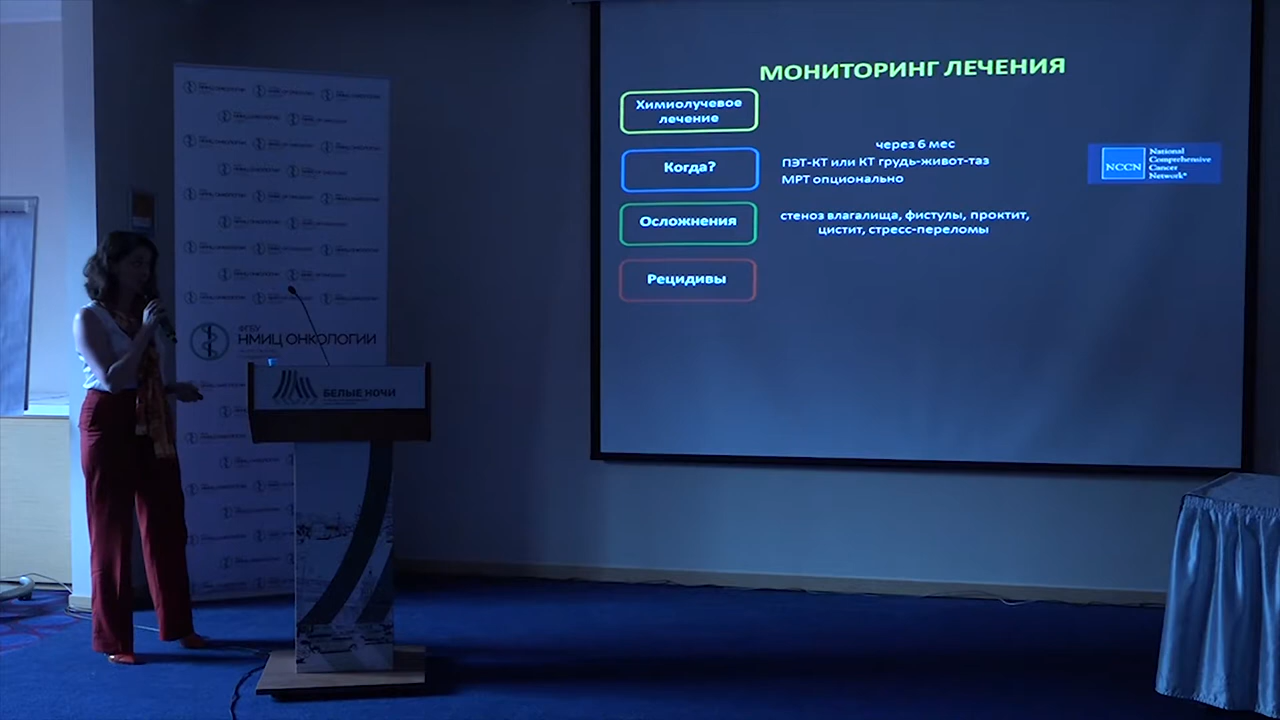 МОНИТОРИНГ ЛЕЧЕНИЯ
Химиолучевое
лечение
Когда?
через 6 мес
ПЭТ-КТ или КТ грудь-живот-таз
МРТ опционально
NCCN
National
Comprehensive
Cancer
Network®
Осложнения
стеноз влагалища, фистулы, проктит,
цистит, стресс-переломы
Рецидивы
ФГБУ
НМИЦ ОНКОЛОГИИ
БЕЛЫЕ НОЧИ